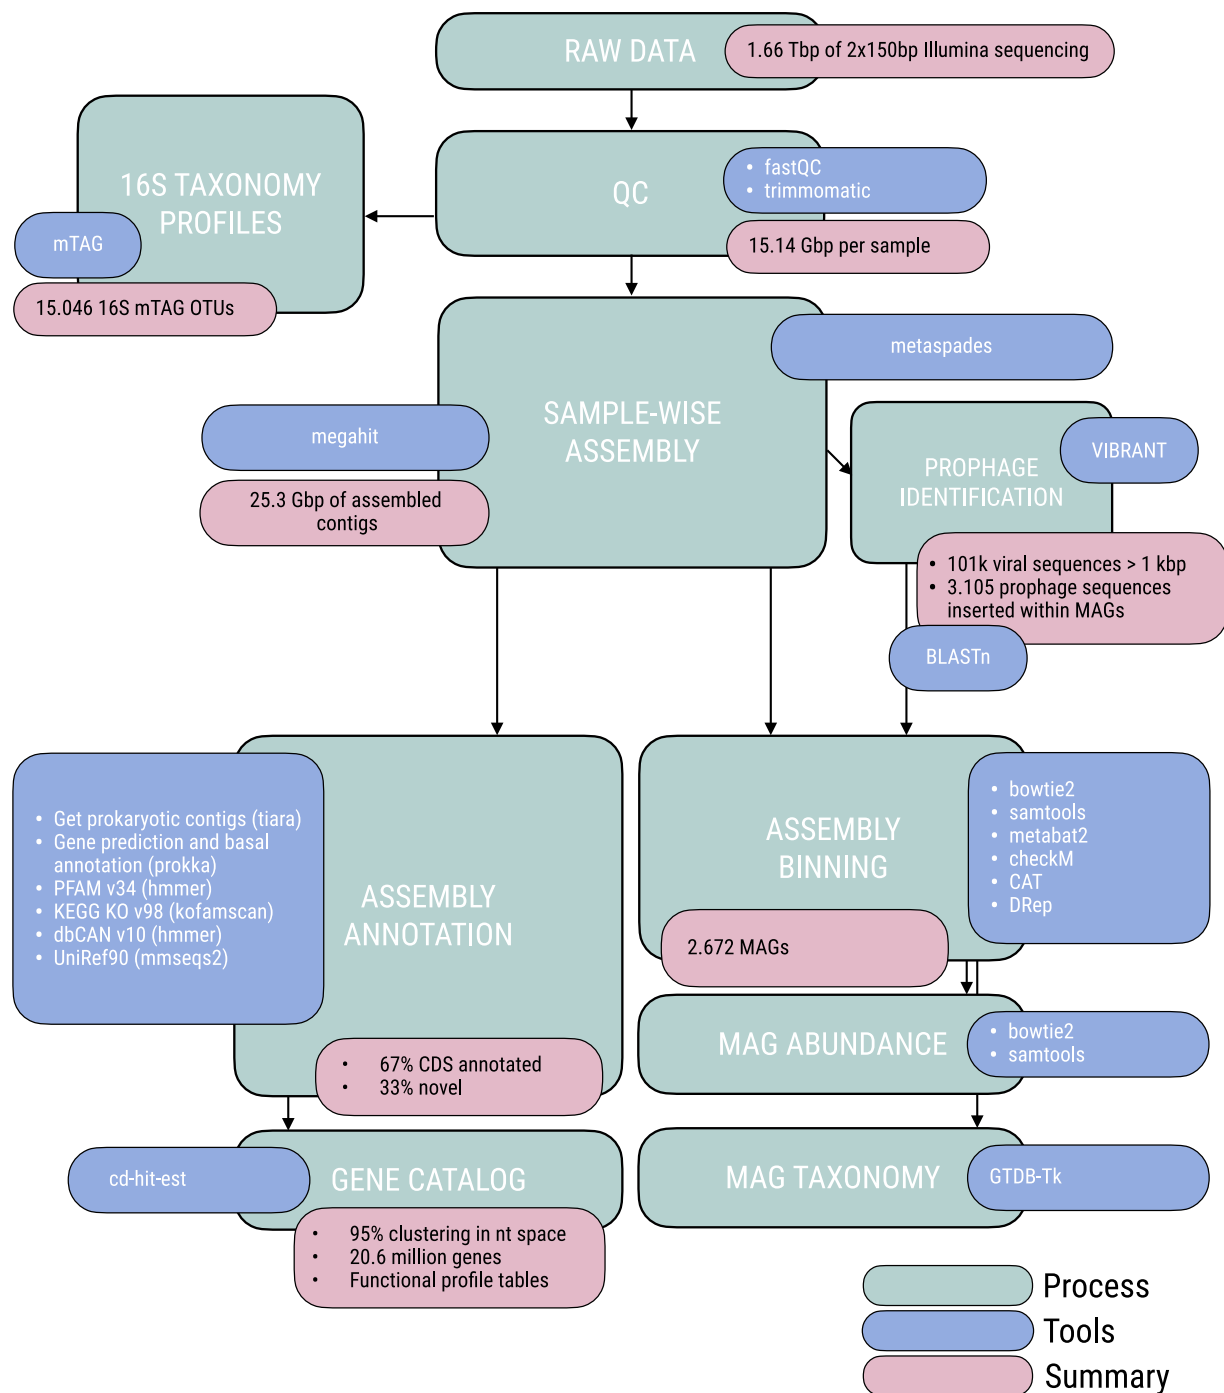 RAW DATA
1.66 Tbp of 2x150bp Illumina sequencing
16S TAXONOMY
PROFILES
mTAG
15.046 16S mTAG OTUs
QC
• fastQC
• trimmomatic
15.14 Gbp per sample
SAMPLE-WISE
ASSEMBLY
metaspades
megahit
25.3 Gbp of assembled
contigs
PROPHAGE
IDENTIFICATION
VIBRANT
• 101k viral sequences > 1 kbp
• 3.105 prophage sequences
inserted within MAGs
BLASTn
• Get prokaryotic contigs (tiara)
• Gene prediction and basal
annotation (prokka)
• PFAM v34 (hmmer)
• KEGG KO v98 (kofamscan)
• dbCAN v10 (hmmer)
• UniRef90 (mmseqs2)
ASSEMBLY
ANNOTATION
• 67% CDS annotated
• 33% novel
ASSEMBLY
BINNING
• bowtie2
• samtools
• metabat2
• checkM
• CAT
• DRep
2.672 MAGs
MAG ABUNDANCE
• bowtie2
• samtools
cd-hit-est
GENE CATALOG
• 95% clustering in nt space
• 20.6 million genes
• Functional profile tables
MAG TAXONOMY
GTDB-Tk
Process
Tools
Summary